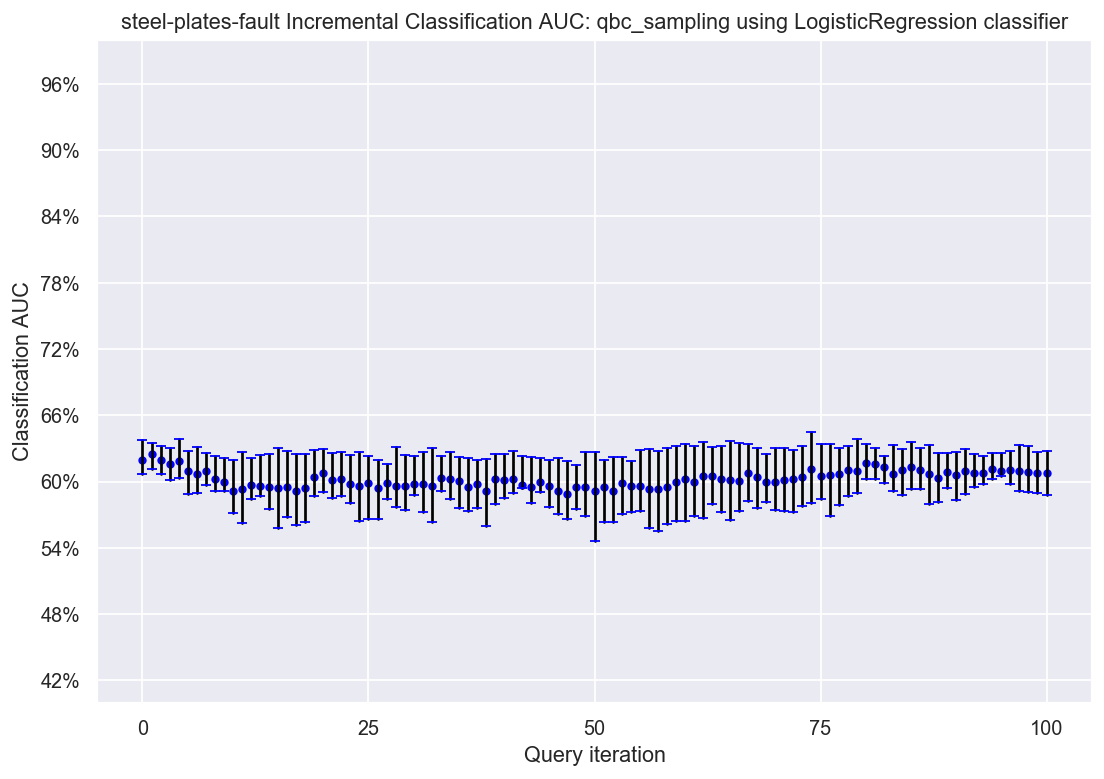 steel-plates-fault Incremental Classification AUC: qbc_sampling using LogisticRegression classifier
96%
90%
84%
78%
72%
66%
60%
54%
48%
42%
Classification AUC
0 25 50 75 100
Query iteration